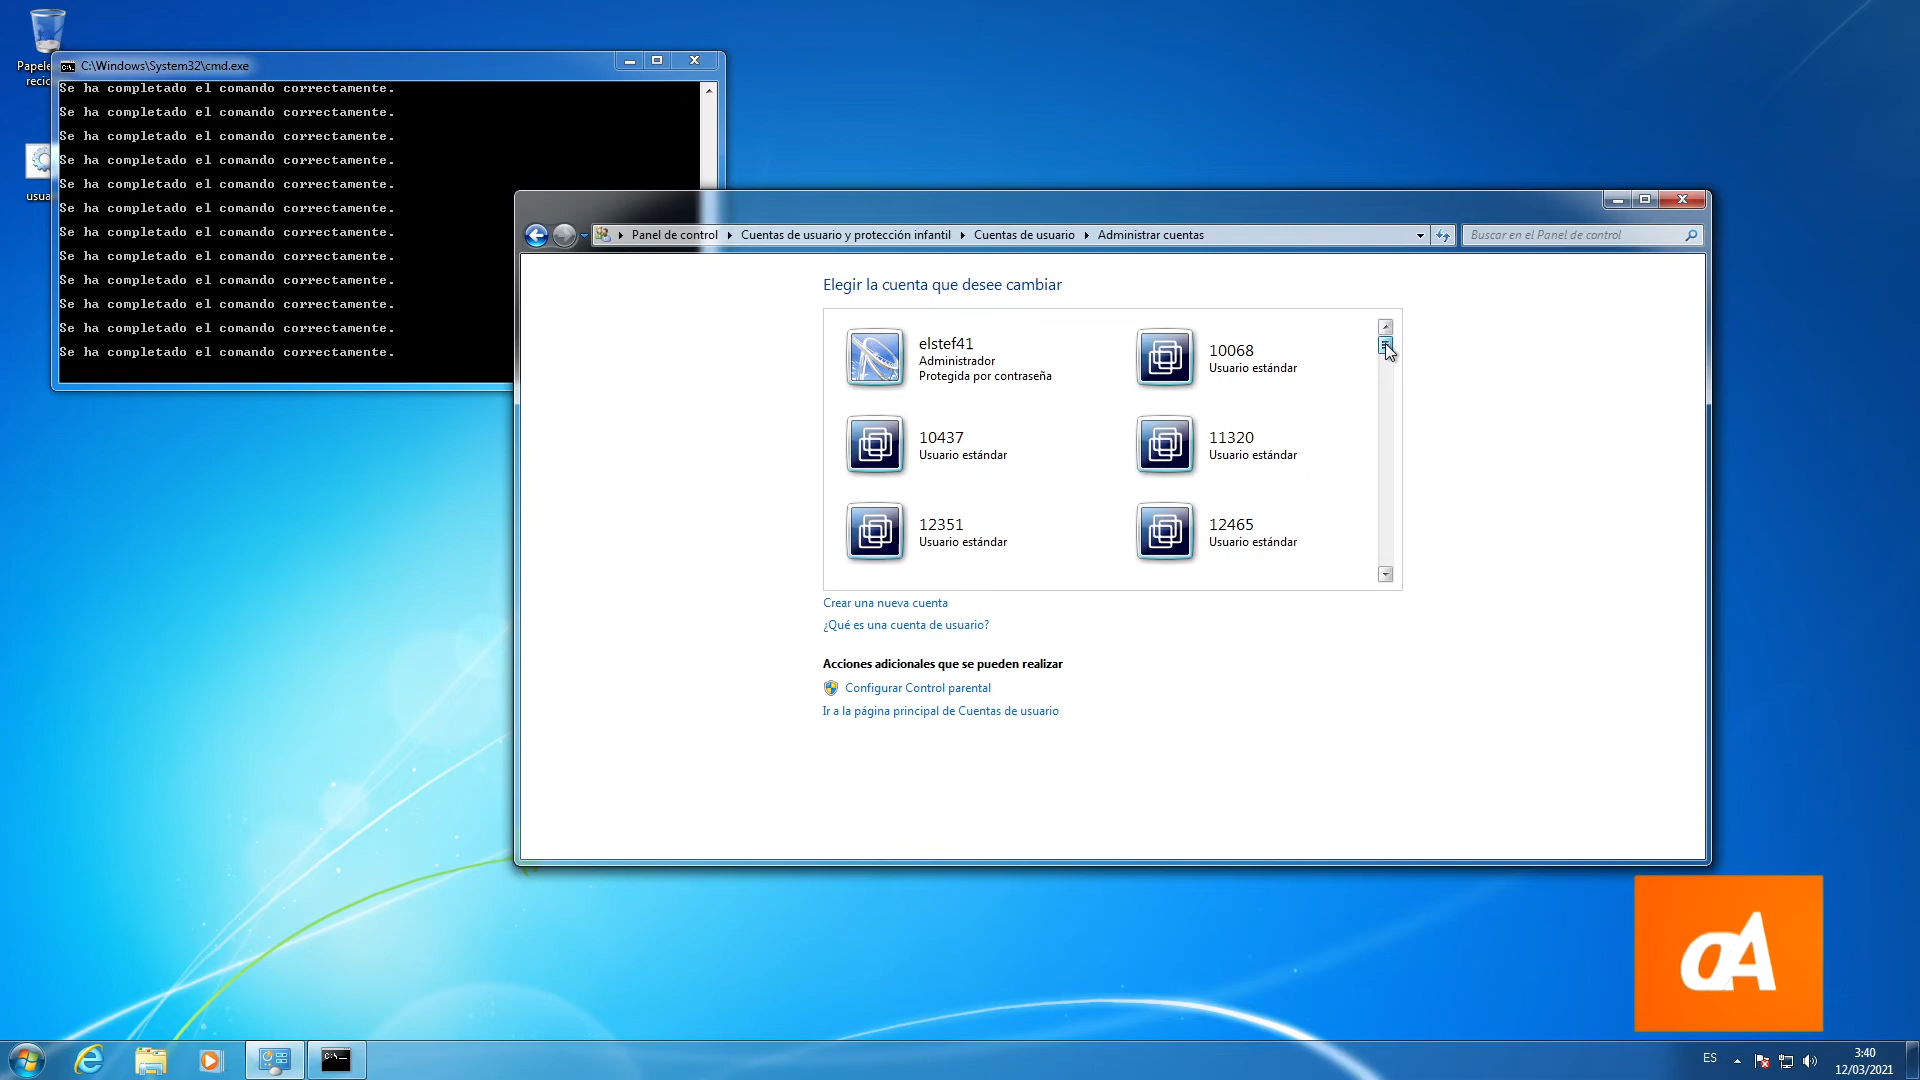 Papele
recic
usua
C:\Windows\System32\cmd.exe
Se ha completado el comando correctamente.
Se ha completado el comando correctamente.
Se ha completado el comando correctamente.
Se ha completado el comando correctamente.
Se ha completado el comando correctamente.
Se ha completado el comando correctamente.
Se ha completado el comando correctamente.
Se ha completado el comando correctamente.
Se ha completado el comando correctamente.
Se ha completado el comando correctamente.
Se ha completado el comando correctamente.
Se ha completado el comando correctamente.
Panel de control Cuentas de usuario y protección infantil Cuentas de usuario Administrar cuentas
Buscar en el Panel de control
Elegir la cuenta que desee cambiar
elstef41
Administrador
Protegida por contraseña
10068
Usuario estándar
10437
Usuario estándar
11320
Usuario estándar
12351
Usuario estándar
12465
Usuario estándar
Crear una nueva cuenta
¿Qué es una cuenta de usuario?
Acciones adicionales que se pueden realizar
Configurar Control parental
Ir a la página principal de Cuentas de usuario
aA
ES
3:40
12/03/2021